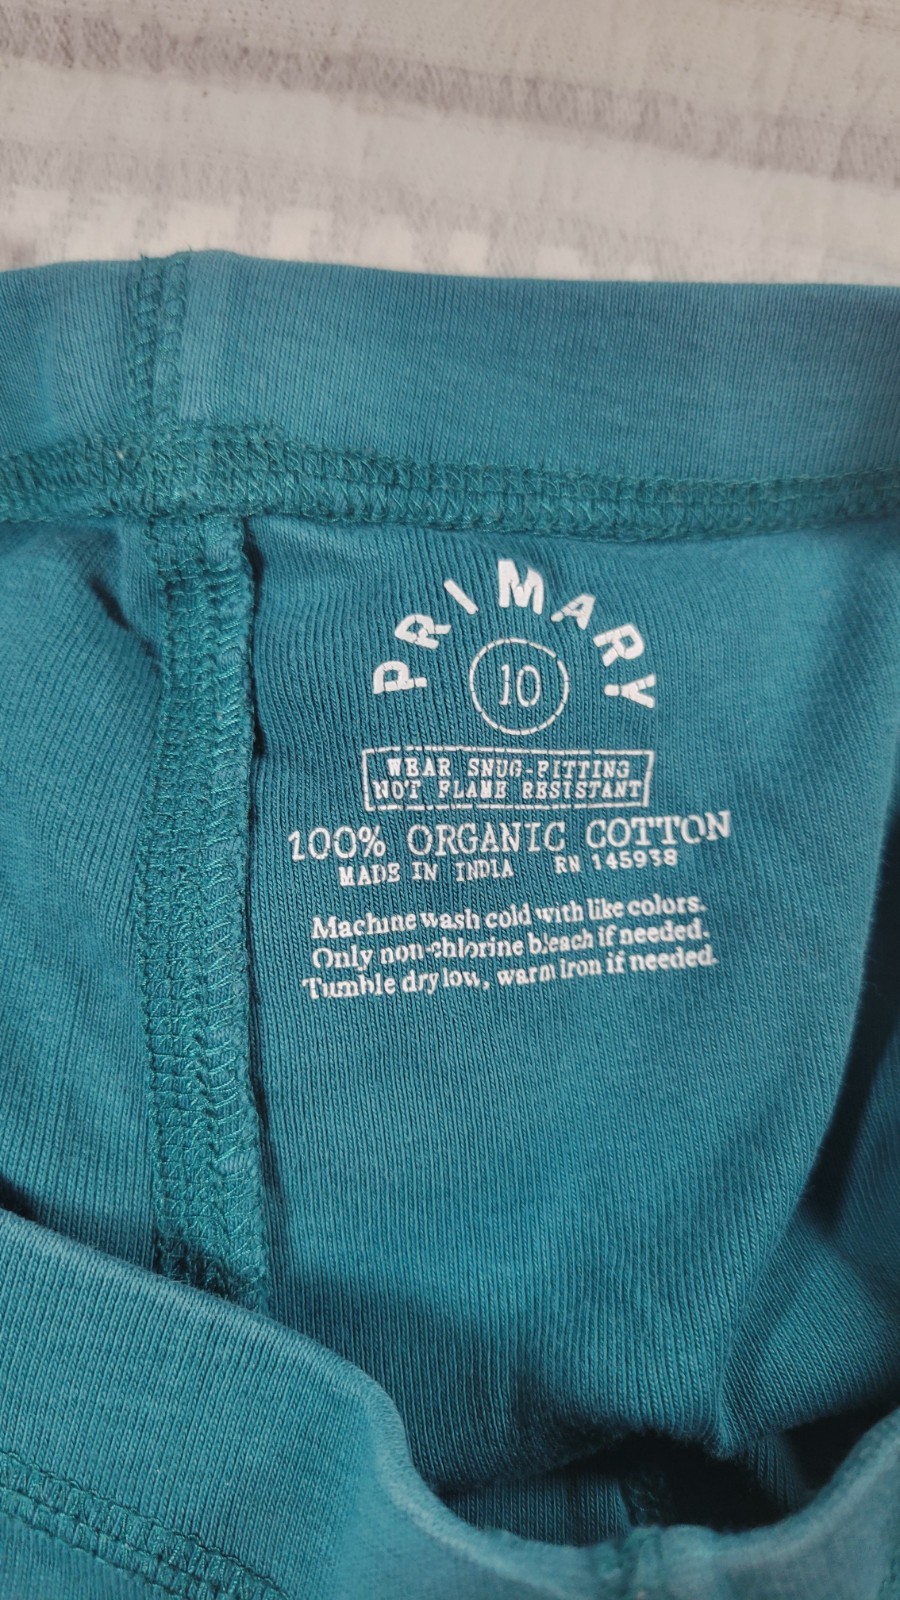 PRIMARY
10
WEAR SNUG-FITTING
NOT FLAME RESISTANT
100% ORGANIC COTTON
MADE IN INDIA RN 145938
Machine wash cold with like colors.
Only non-chlorine bleach if needed.
Tumble dry low, warm iron if needed.